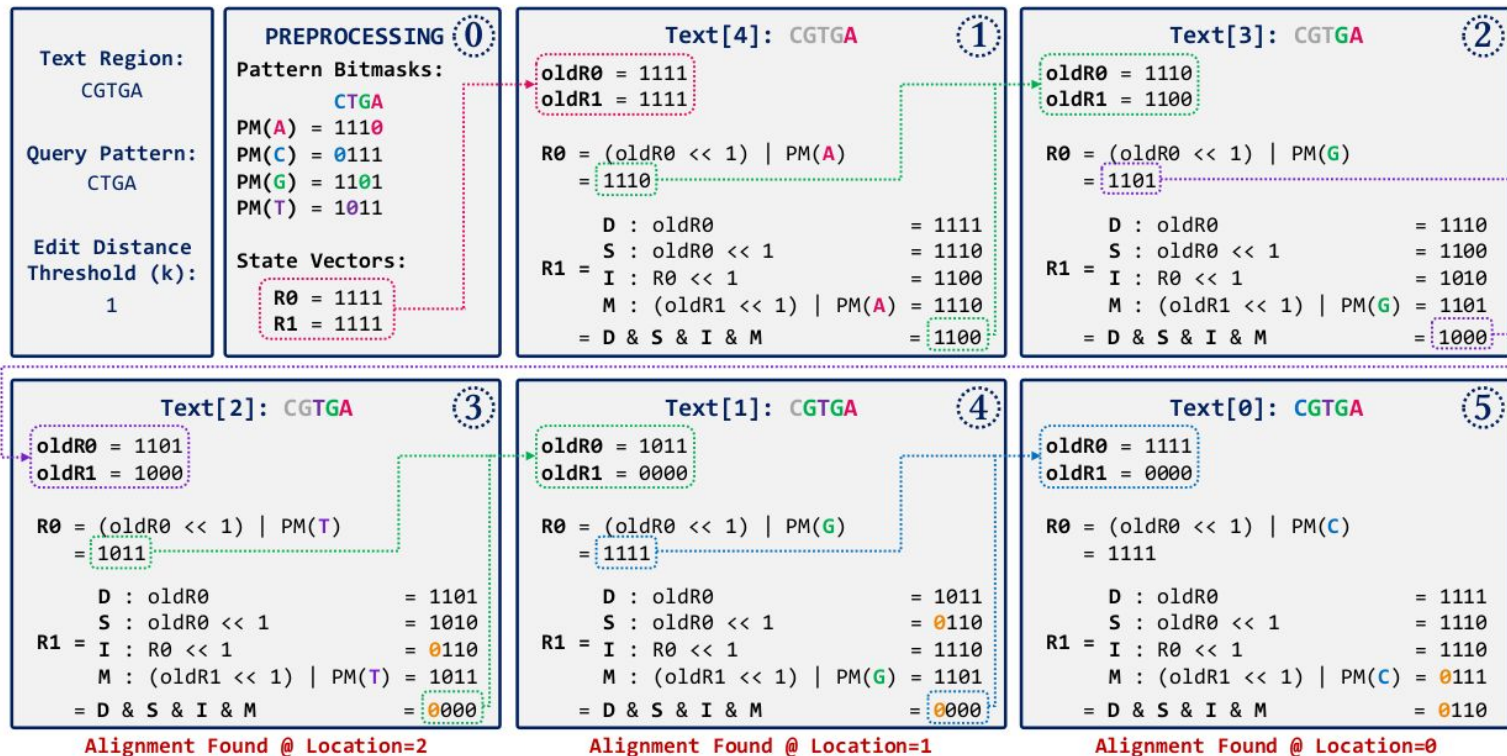 Text Region:
CGTGA
Query Pattern:
CTGA
Edit Distance
Threshold (k):
1
PREPROCESSING 0
Pattern Bitmasks:
CTGA
PM(A) = 1110
PM(C) = 0111
PM(G) = 1101
PM(T) = 1011
State Vectors:
R0 = 1111
R1 = 1111
Text[4]: CGTGA 1
oldR0 = 1111
oldR1 = 1111
R0 = (oldR0 << 1) | PM(A)
= 1110
D : oldR0 = 1111
S : oldR0 << 1 = 1110
R1 =
I : R0 << 1 = 1100
M : (oldR1 << 1) | PM(A) = 1110
= D & S & I & M = 1100
Text[3]: CGTGA 2
oldR0 = 1110
oldR1 = 1100
R0 = (oldR0 << 1) | PM(G)
= 1101
D : oldR0 = 1110
S : oldR0 << 1 = 1100
R1 =
I : R0 << 1 = 1010
M : (oldR1 << 1) | PM(G) = 1101
= D & S & I & M = 1000
Text[2]: CGTGA 3
oldR0 = 1101
oldR1 = 1000
R0 = (oldR0 << 1) | PM(T)
= 1011
D : oldR0 = 1101
S : oldR0 << 1 = 1010
R1 =
I : R0 << 1 = 0110
M : (oldR1 << 1) | PM(T) = 1011
= D & S & I & M = 0000
Alignment Found @ Location=2
Text[1]: CGTGA 4
oldR0 = 1011
oldR1 = 0000
R0 = (oldR0 << 1) | PM(G)
= 1111
D : oldR0 = 1011
S : oldR0 << 1 = 0110
R1 =
I : R0 << 1 = 1110
M : (oldR1 << 1) | PM(G) = 1101
= D & S & I & M = 0000
Alignment Found @ Location=1
Text[0]: CGTGA 5
oldR0 = 1111
oldR1 = 0000
R0 = (oldR0 << 1) | PM(C)
= 1111
D : oldR0 = 1111
S : oldR0 << 1 = 1110
R1 =
I : R0 << 1 = 1110
M : (oldR1 << 1) | PM(C) = 0111
= D & S & I & M = 0110
Alignment Found @ Location=0